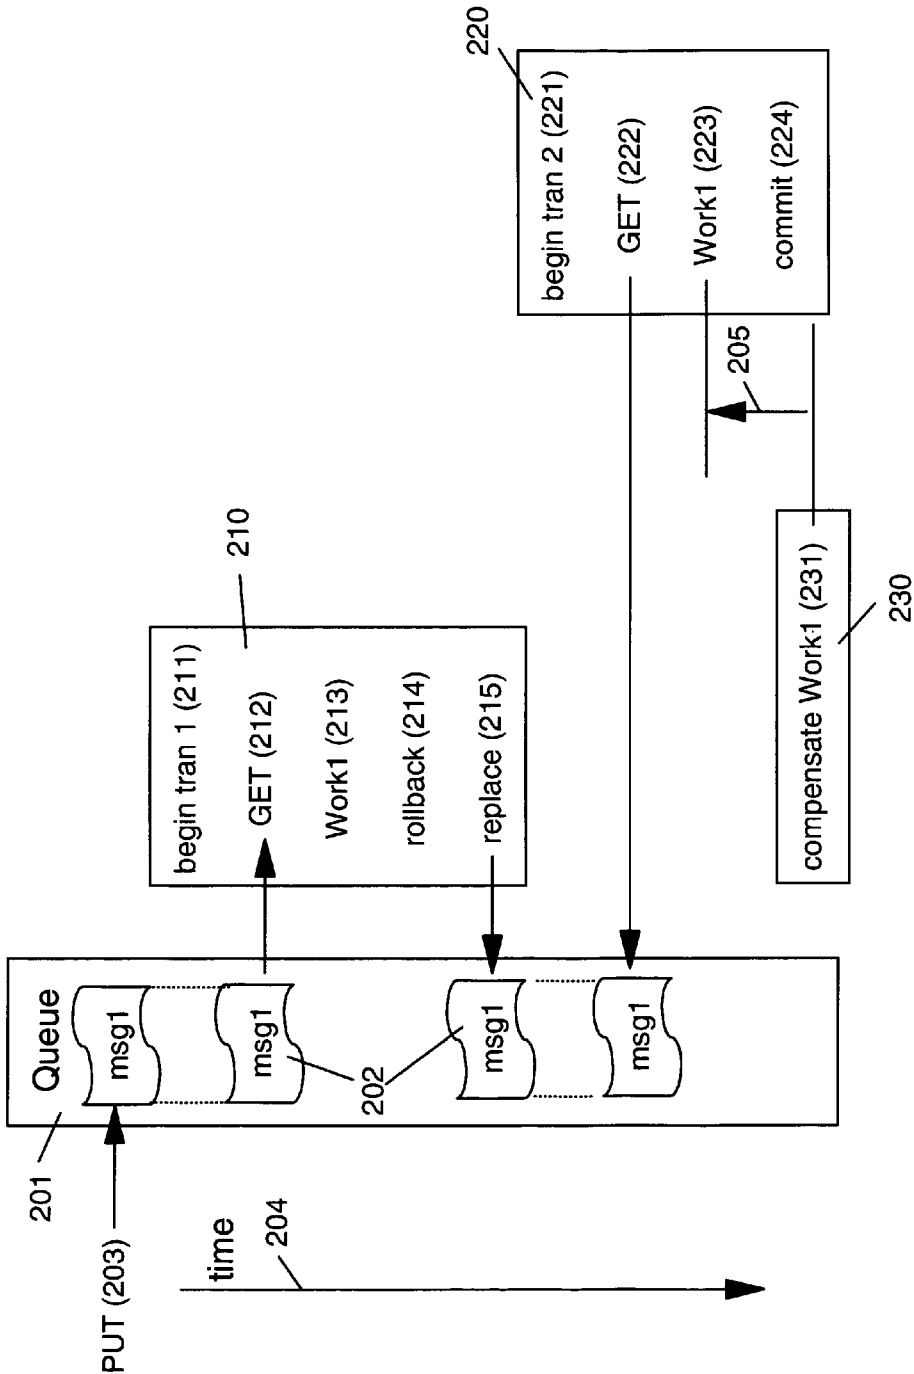 PUT (203)
201
Queue
msg1
msg1
202
msg1
msg1
time
204
210
begin tran 1 (211)
GET (212)
Work1 (213)
rollback (214)
replace (215)
220
begin tran 2 (221)
GET (222)
Work1 (223)
commit (224)
205
compensate Work1 (231)
230